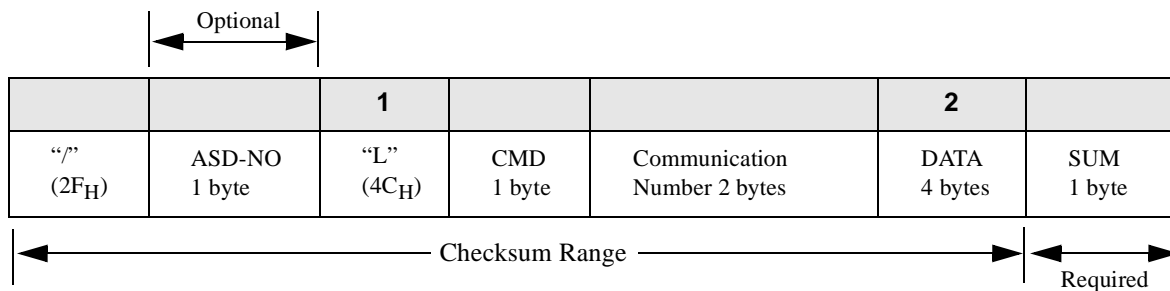 Optional
1
2
“/”
(2FH)
ASD-NO
1 byte
“L”
(4CH)
CMD
1 byte
Communication
Number 2 bytes
DATA
4 bytes
SUM
1 byte
Checksum Range
Required